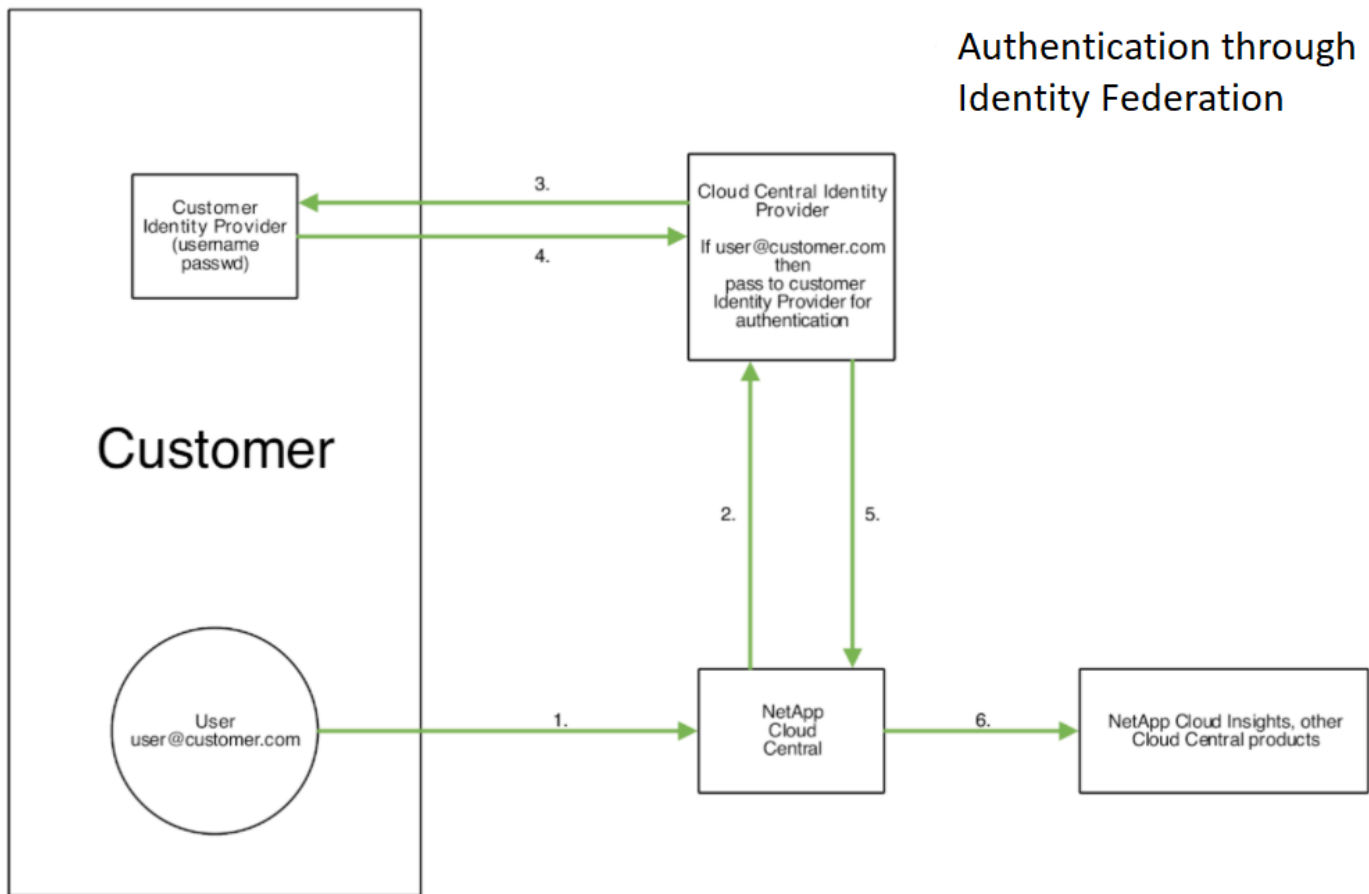 Authentication through
Identity Federation
Customer
Identity Provider
(username
passwd)
3.
4.
Cloud Central Identity
Provider
If user@customer.com
then
pass to customer
Identity Provider for
authentication
Customer
2.
5.
User
user@customer.com
1.
NetApp
Cloud
Central
6.
NetApp Cloud Insights, other
Cloud Central products